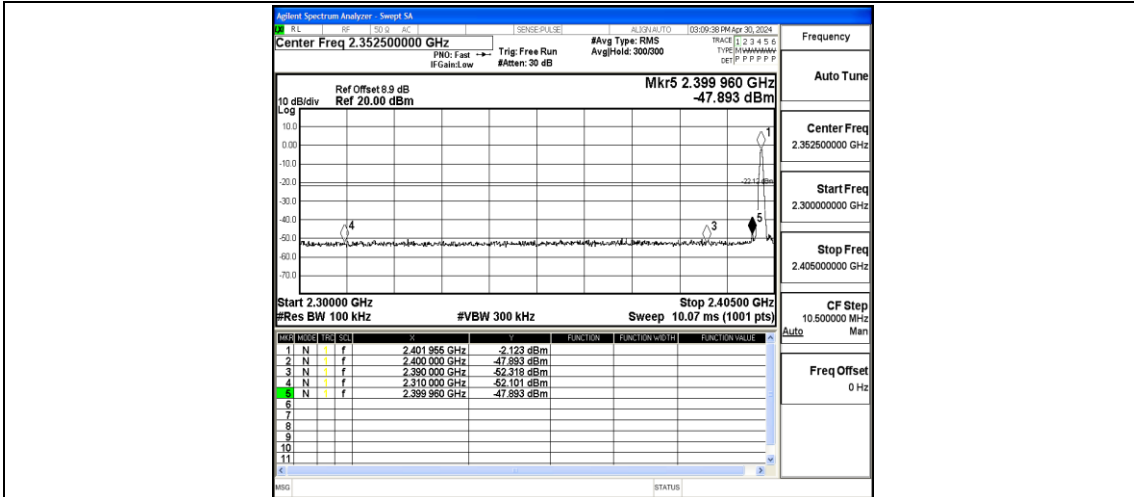 Agilent Spectrum Analyzer - Swept SA
RL RF 50 Ω AC SENSE:PULSE ALIGN AUTO 03:09:38 PM Apr 30, 2024
Center Freq 2.352500000 GHz
#Avg Type: RMS
TRACE 1 2 3 4 5 6
PNO: Fast
Trig: Free Run
Avg|Hold: 300/300
TYPE
IFGain:Low
#Atten: 30 dB
DET P P P P P P
Mkr5 2.399 960 GHz
-47.893 dBm
Ref Offset 8.9 dB
10 dB/div Ref 20.00 dBm
Log
10.0
0.00
-10.0
-20.0
-30.0
-40.0
-50.0
-60.0
-70.0
1
-22.12 dBm
5
4
3
Start 2.30000 GHz Stop 2.40500 GHz
#Res BW 100 kHz #VBW 300 kHz Sweep 10.07 ms (1001 pts)
MKR MODE TRC SCL X Y FUNCTION FUNCTION WIDTH FUNCTION VALUE
1 N 1 f 2.401 955 GHz -2.123 dBm
2 N 1 f 2.400 000 GHz -47.893 dBm
3 N 1 f 2.390 000 GHz -52.318 dBm
4 N 1 f 2.310 000 GHz -52.101 dBm
5 N 1 f 2.399 960 GHz -47.893 dBm
6
7
8
9
10
11
MSG STATUS
Frequency
Auto Tune
Center Freq
2.352500000 GHz
Start Freq
2.300000000 GHz
Stop Freq
2.405000000 GHz
CF Step
10.500000 MHz
Auto Man
Freq Offset
0 Hz